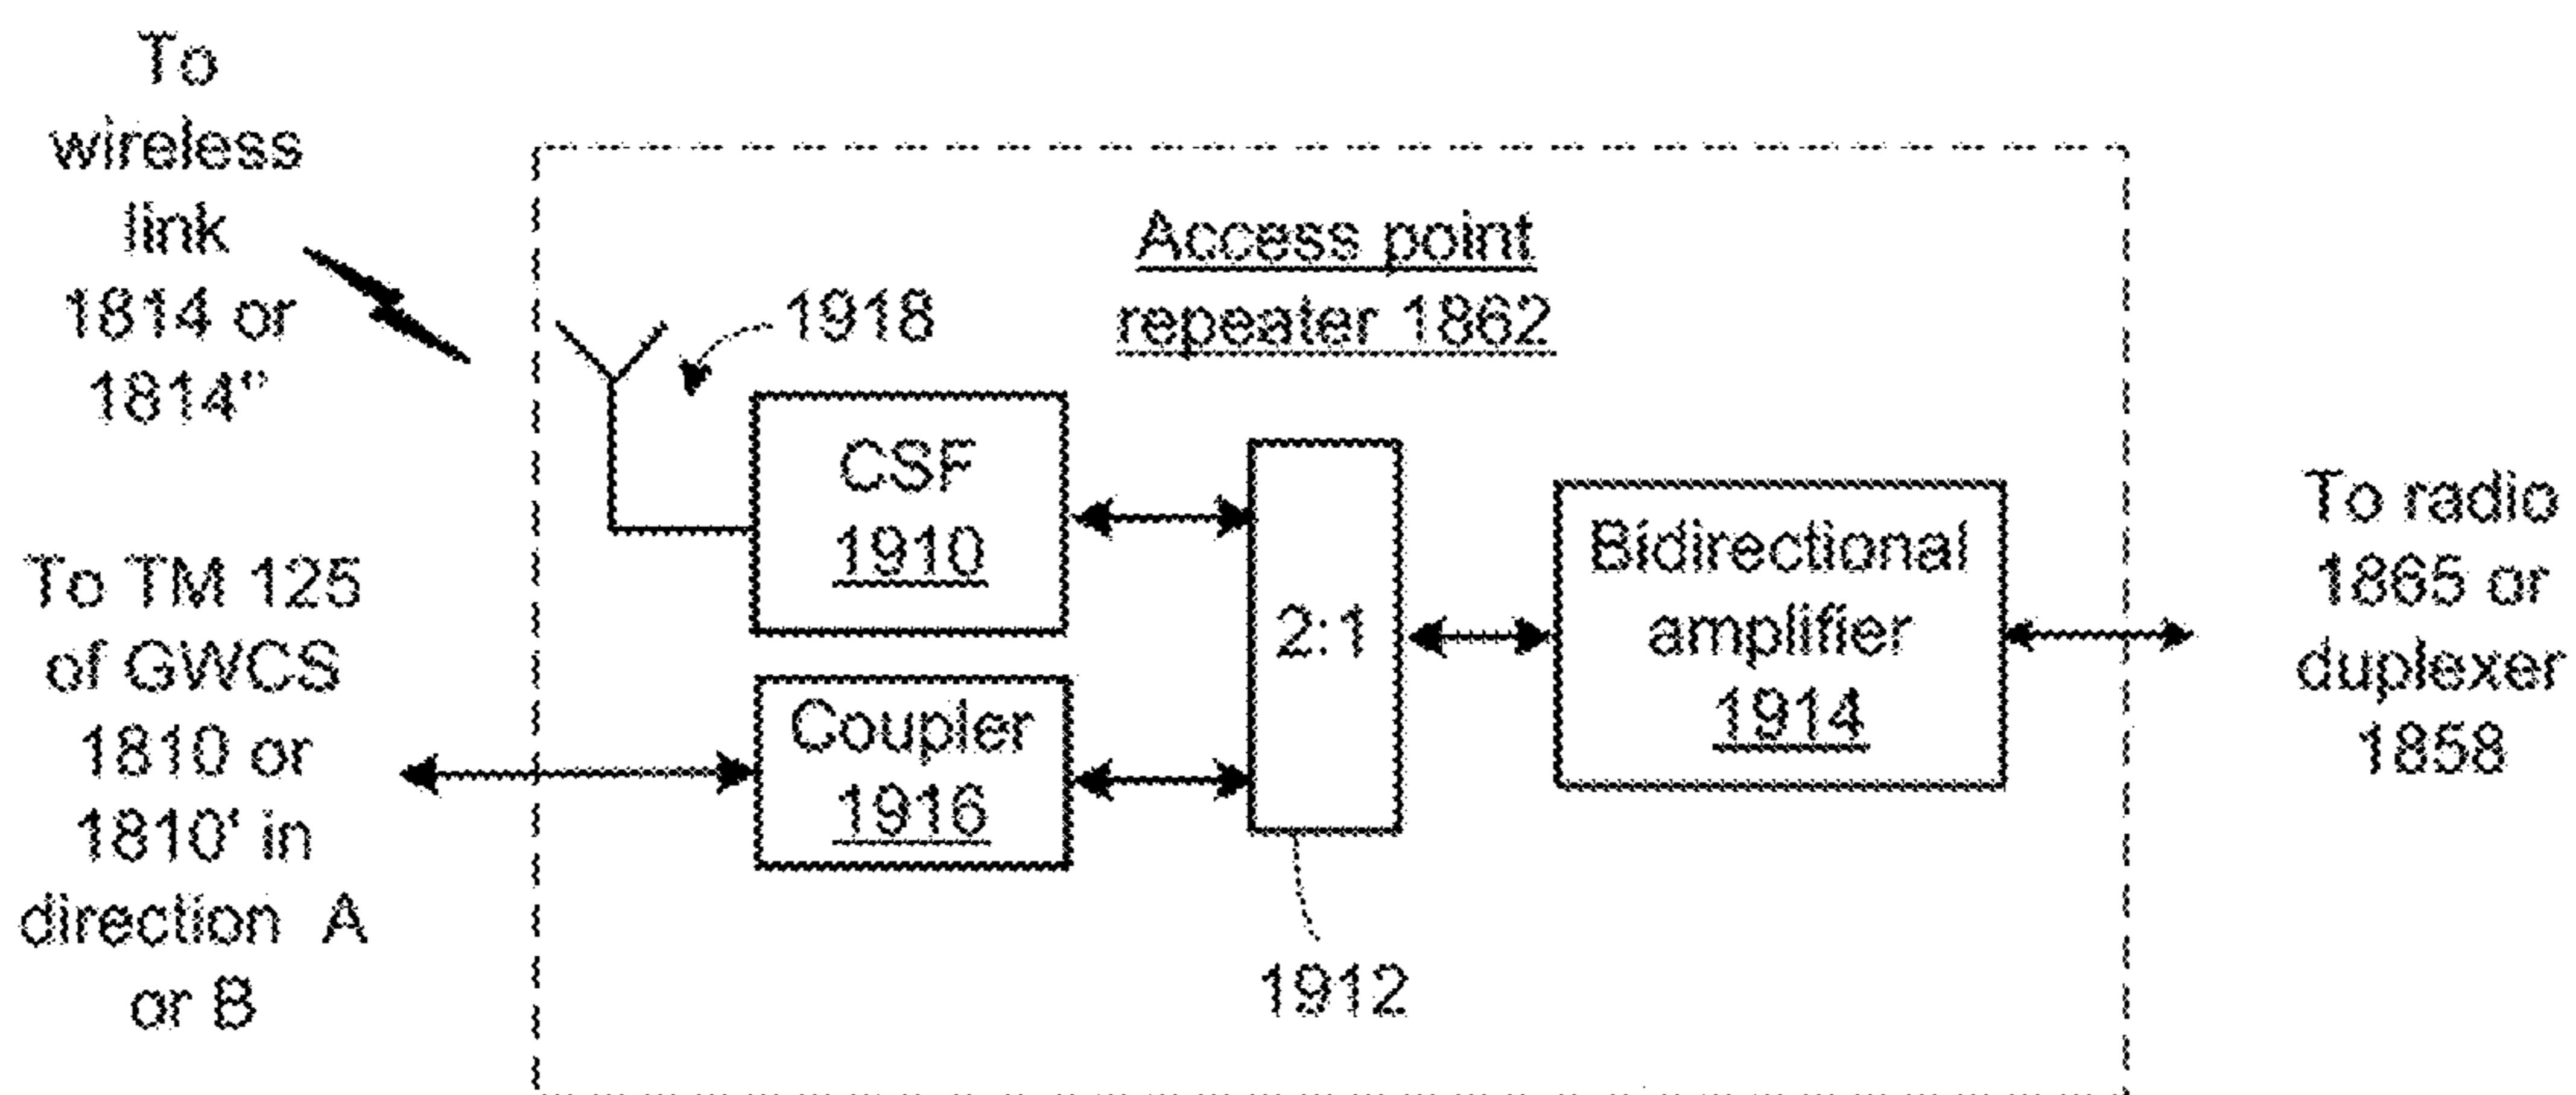 To
wireless
link
1814 or
1814"
To TM 125
of GWCS
1810 or
1810' in
direction A
or B
Access point
repeater 1862
1918
CSF
1910
Coupler
1916
2:1
1912
Bidirectional
amplifier
1914
To radio
1865 or
duplexer
1858